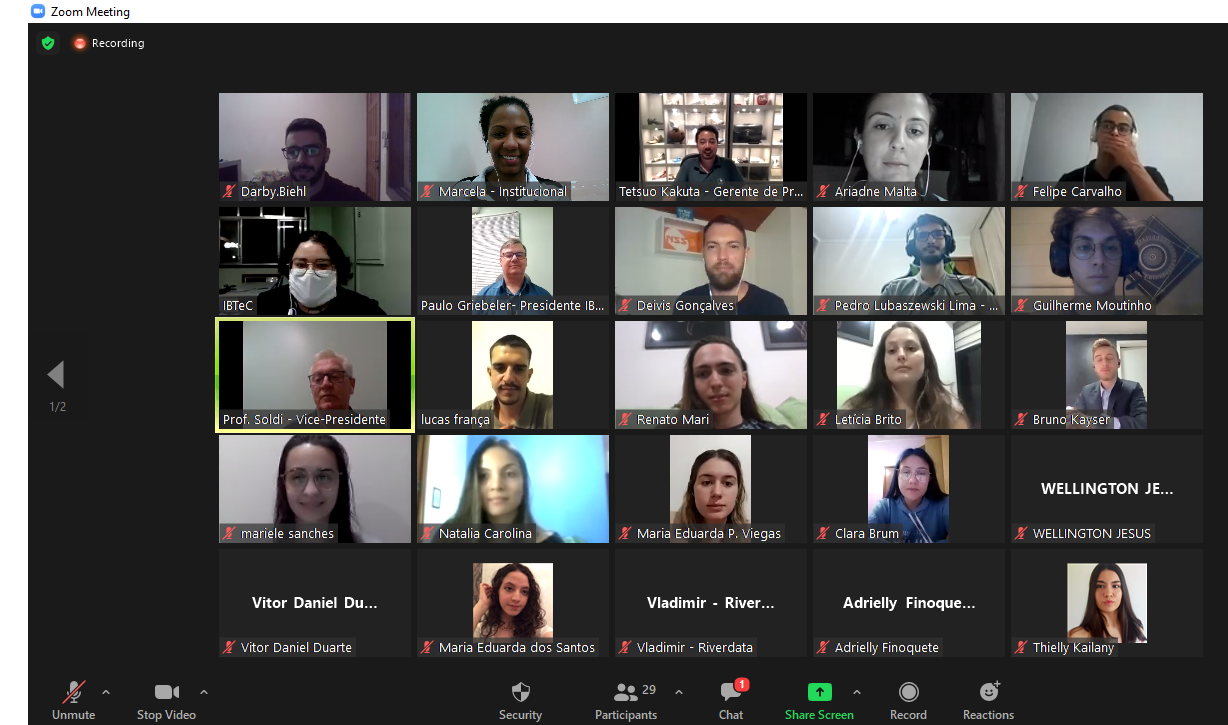 Zoom Meeting
Recording
Darby.Biehl
Marcela - Institucional
Tetsuo Kakuta - Gerente de Pr...
Ariadne Malta
Felipe Carvalho
IBTeC
Paulo Griebeler- Presidente IB...
Deivis Gonçalves
Pedro Lubaszewski Lima - ...
Guilherme Moutinho
Prof. Soldi - Vice-Presidente
lucas frança
Renato Mari
Letícia Brito
Bruno Kayser
1/2
mariele sanches
Natalia Carolina
Maria Eduarda P. Viegas
Clara Brum
WELLINGTON JE...
WELLINGTON JESUS
Vitor Daniel Du...
Vitor Daniel Duarte
Maria Eduarda dos Santos
Vladimir - River...
Vladimir - Riverdata
Adrielly Finoque...
Adrielly Finoquete
Thielly Kailany
Unmute
Stop Video
Security
29
Participants
1
Chat
Share Screen
Record
Reactions